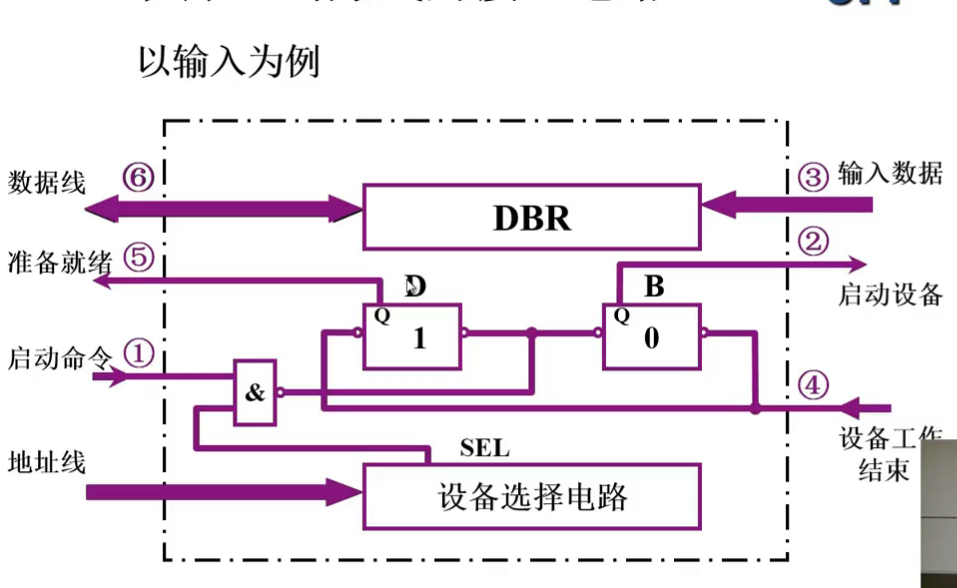 以输入为例
数据线 ⑥
③ 输入数据
DBR
准备就绪 ⑤
②
启动设备
D
B
Q
1
Q
0
启动命令 ①
&
④
设备工作
结束
地址线
SEL
设备选择电路